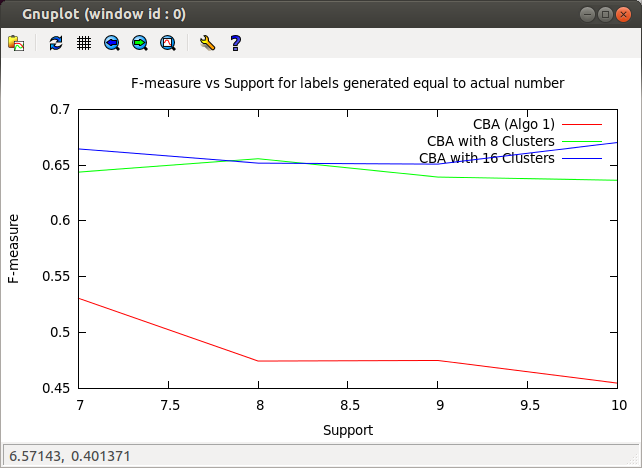 Gnuplot (window id : 0)
?
F-measure vs Support for labels generated equal to actual number
0.7
0.65
0.6
0.55
0.5
0.45
F-measure
CBA (Algo 1)
CBA with 8 Clusters
CBA with 16 Clusters
7 7.5 8 8.5 9 9.5 10
Support
6.57143, 0.401371